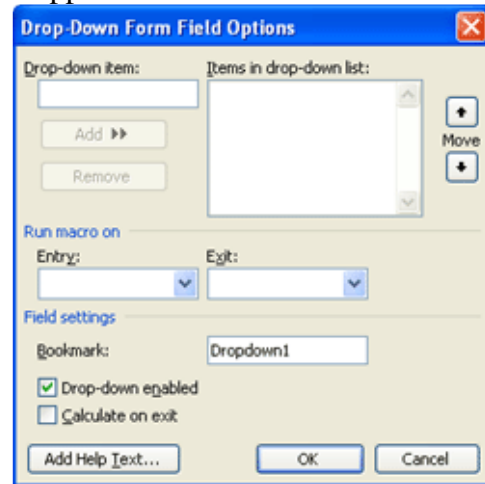 Drop-Down Form Field Options
Drop-down item: Items in drop-down list:
Add
Move
Remove
Run macro on
Entry: Exit:
Field settings
Bookmark: Dropdown1
Drop-down enabled
Calculate on exit
Add Help Text... OK Cancel